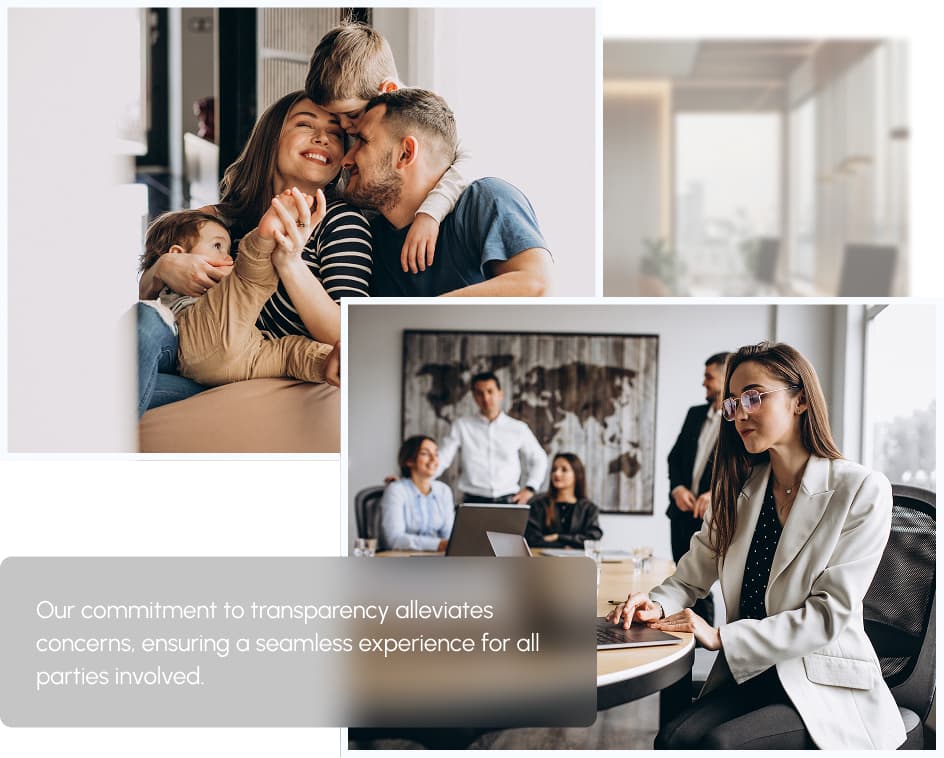 Our commitment to transparency alleviates
concerns, ensuring a seamless experience for all
parties involved.